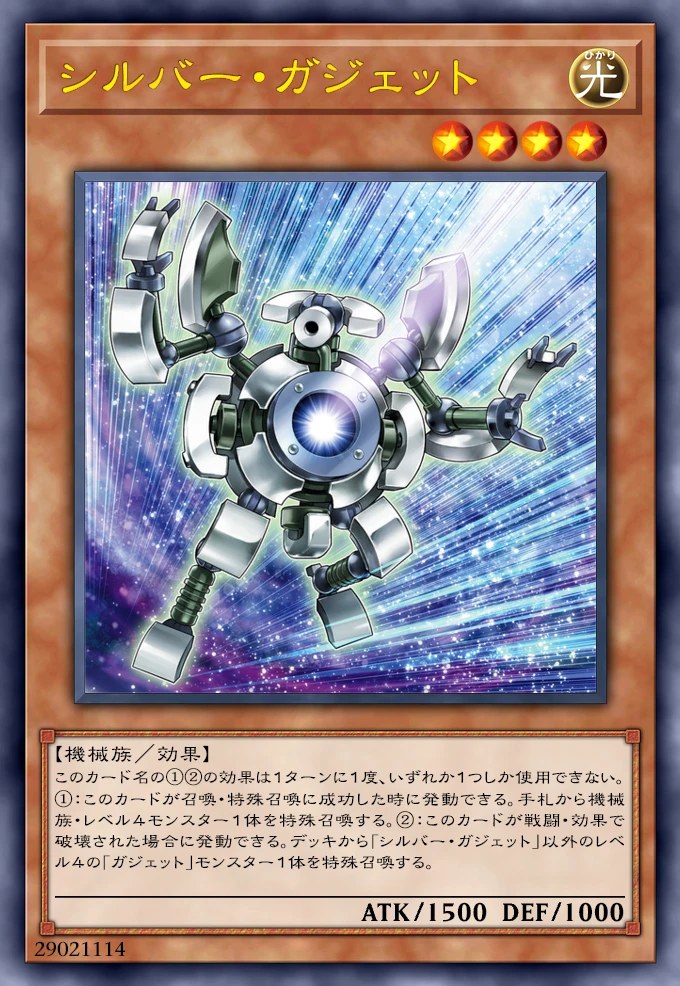 シルバー・ガジェット
ひかり
光
【機械族／効果】
このカード名の①②の効果は1ターンに1度、いずれか1つしか使用できない。
①：このカードが召喚・特殊召喚に成功した時に発動できる。手札から機械
族・レベル4モンスター1体を特殊召喚する。②：このカードが戦闘・効果で
破壊された場合に発動できる。デッキから「シルバー・ガジェット」以外のレベ
ル4の「ガジェット」モンスター1体を特殊召喚する。
ATK/1500 DEF/1000
29021114